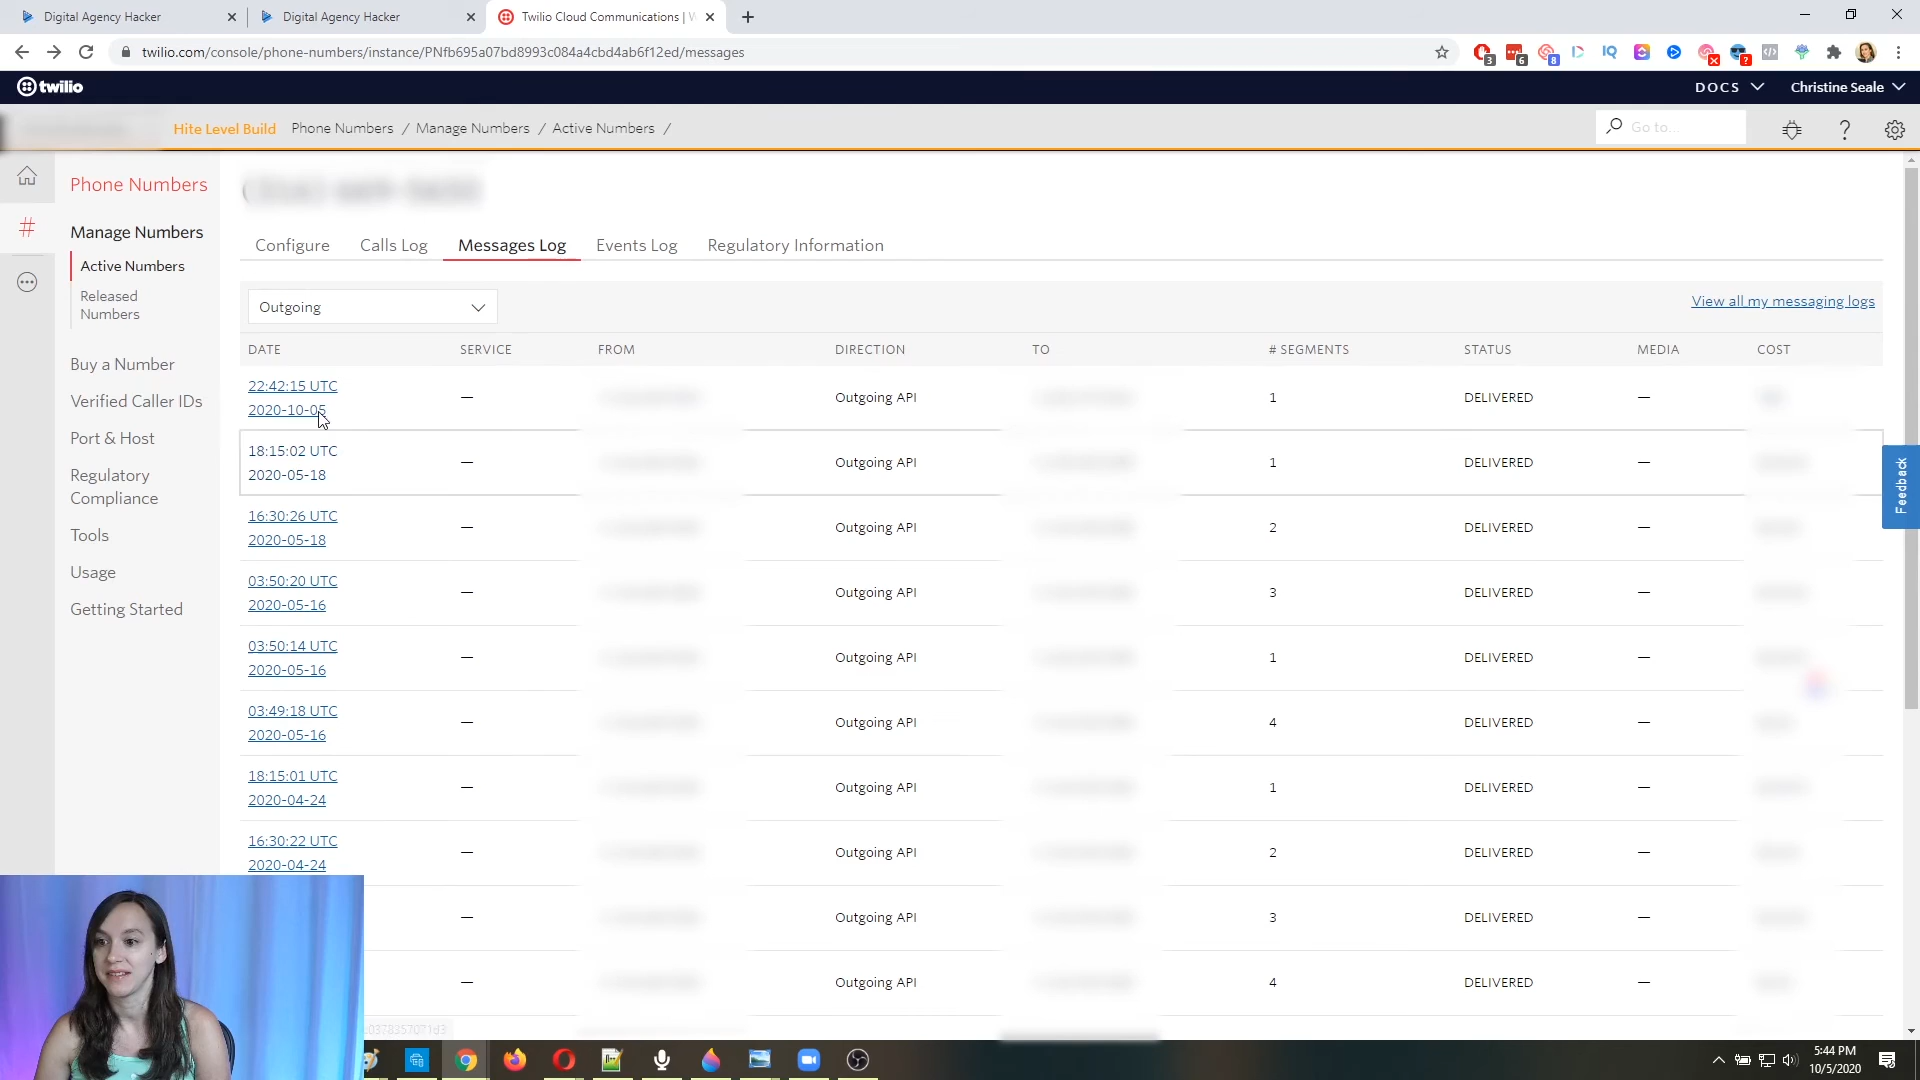 Digital Agency Hacker
Digital Agency Hacker
Twilio Cloud Communications | W
twilio.com/console/phone-numbers/instance/PNfb695a07bd8993c084a4cbd4ab6f12ed/messages
3
6
8
IQ
?
twilio
DOCS
Christine Seale
Hite Level Build
Phone Numbers / Manage Numbers / Active Numbers /
Go to...
?
Phone Numbers
#
Manage Numbers
Active Numbers
Released
Numbers
Buy a Number
Verified Caller IDs
Port & Host
Regulatory
Compliance
Tools
Usage
Getting Started
Configure
Calls Log
Messages Log
Events Log
Regulatory Information
Outgoing
View all my messaging logs
DATE SERVICE FROM DIRECTION TO # SEGMENTS STATUS MEDIA COST
22:42:15 UTC
2020-10-05
— Outgoing API 1 DELIVERED —
18:15:02 UTC
2020-05-18
— Outgoing API 1 DELIVERED —
16:30:26 UTC
2020-05-18
— Outgoing API 2 DELIVERED —
03:50:20 UTC
2020-05-16
— Outgoing API 3 DELIVERED —
03:50:14 UTC
2020-05-16
— Outgoing API 1 DELIVERED —
03:49:18 UTC
2020-05-16
— Outgoing API 4 DELIVERED —
18:15:01 UTC
2020-04-24
— Outgoing API 1 DELIVERED —
16:30:22 UTC
2020-04-24
— Outgoing API 2 DELIVERED —
— Outgoing API 3 DELIVERED —
— Outgoing API 4 DELIVERED —
Feedback
5:44 PM
10/5/2020